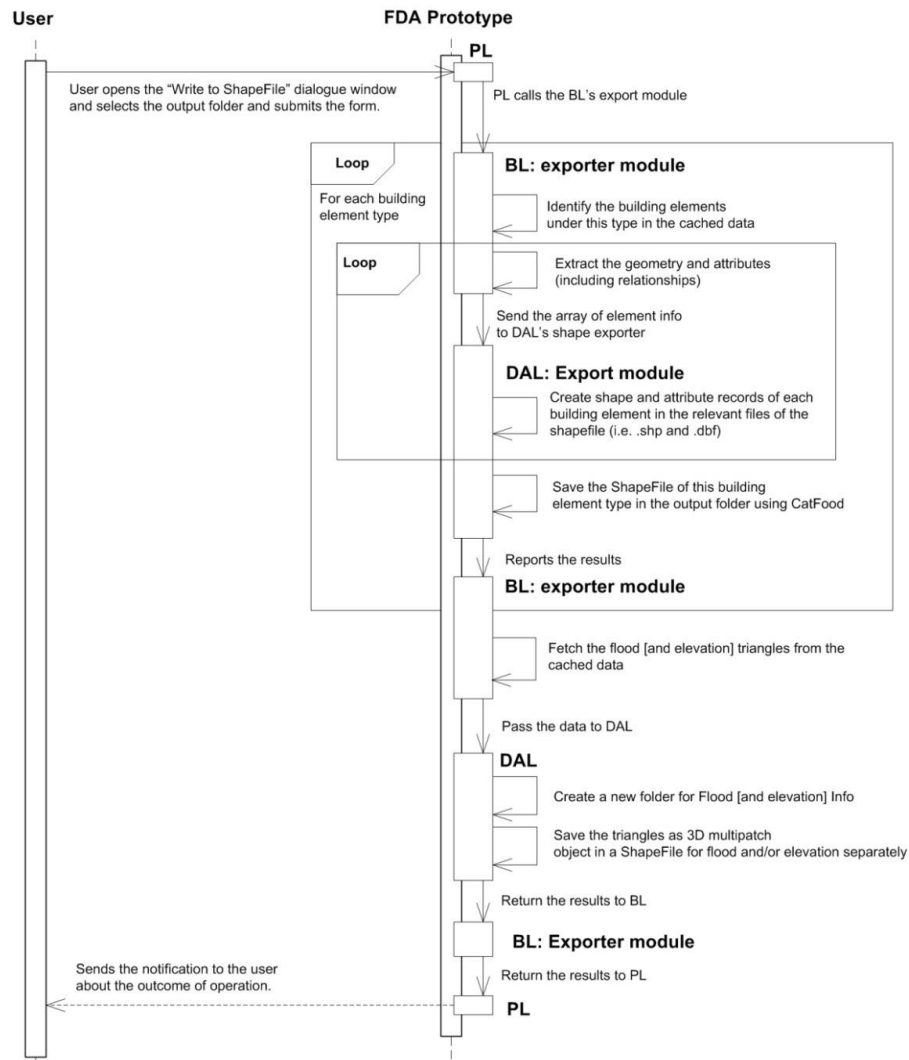 User
FDA Prototype
PL
User opens the “Write to ShapeFile” dialogue window
and selects the output folder and submits the form.
PL calls the BL’s export module
Loop
BL: exporter module
For each building
element type
Identify the building elements
under this type in the cached data
Loop
Extract the geometry and attributes
(including relationships)
Send the array of element info
to DAL’s shape exporter
DAL: Export module
Create shape and attribute records of each
building element in the relevant files of the
shapefile (i.e. .shp and .dbf)
Save the ShapeFile of this building
element type in the output folder using CatFood
Reports the results
BL: exporter module
Fetch the flood [and elevation] triangles from the
cached data
Pass the data to DAL
DAL
Create a new folder for Flood [and elevation] Info
Save the triangles as 3D multipatch
object in a ShapeFile for flood and/or elevation separately
Return the results to BL
BL: Exporter module
Sends the notification to the user
about the outcome of operation.
Return the results to PL
PL